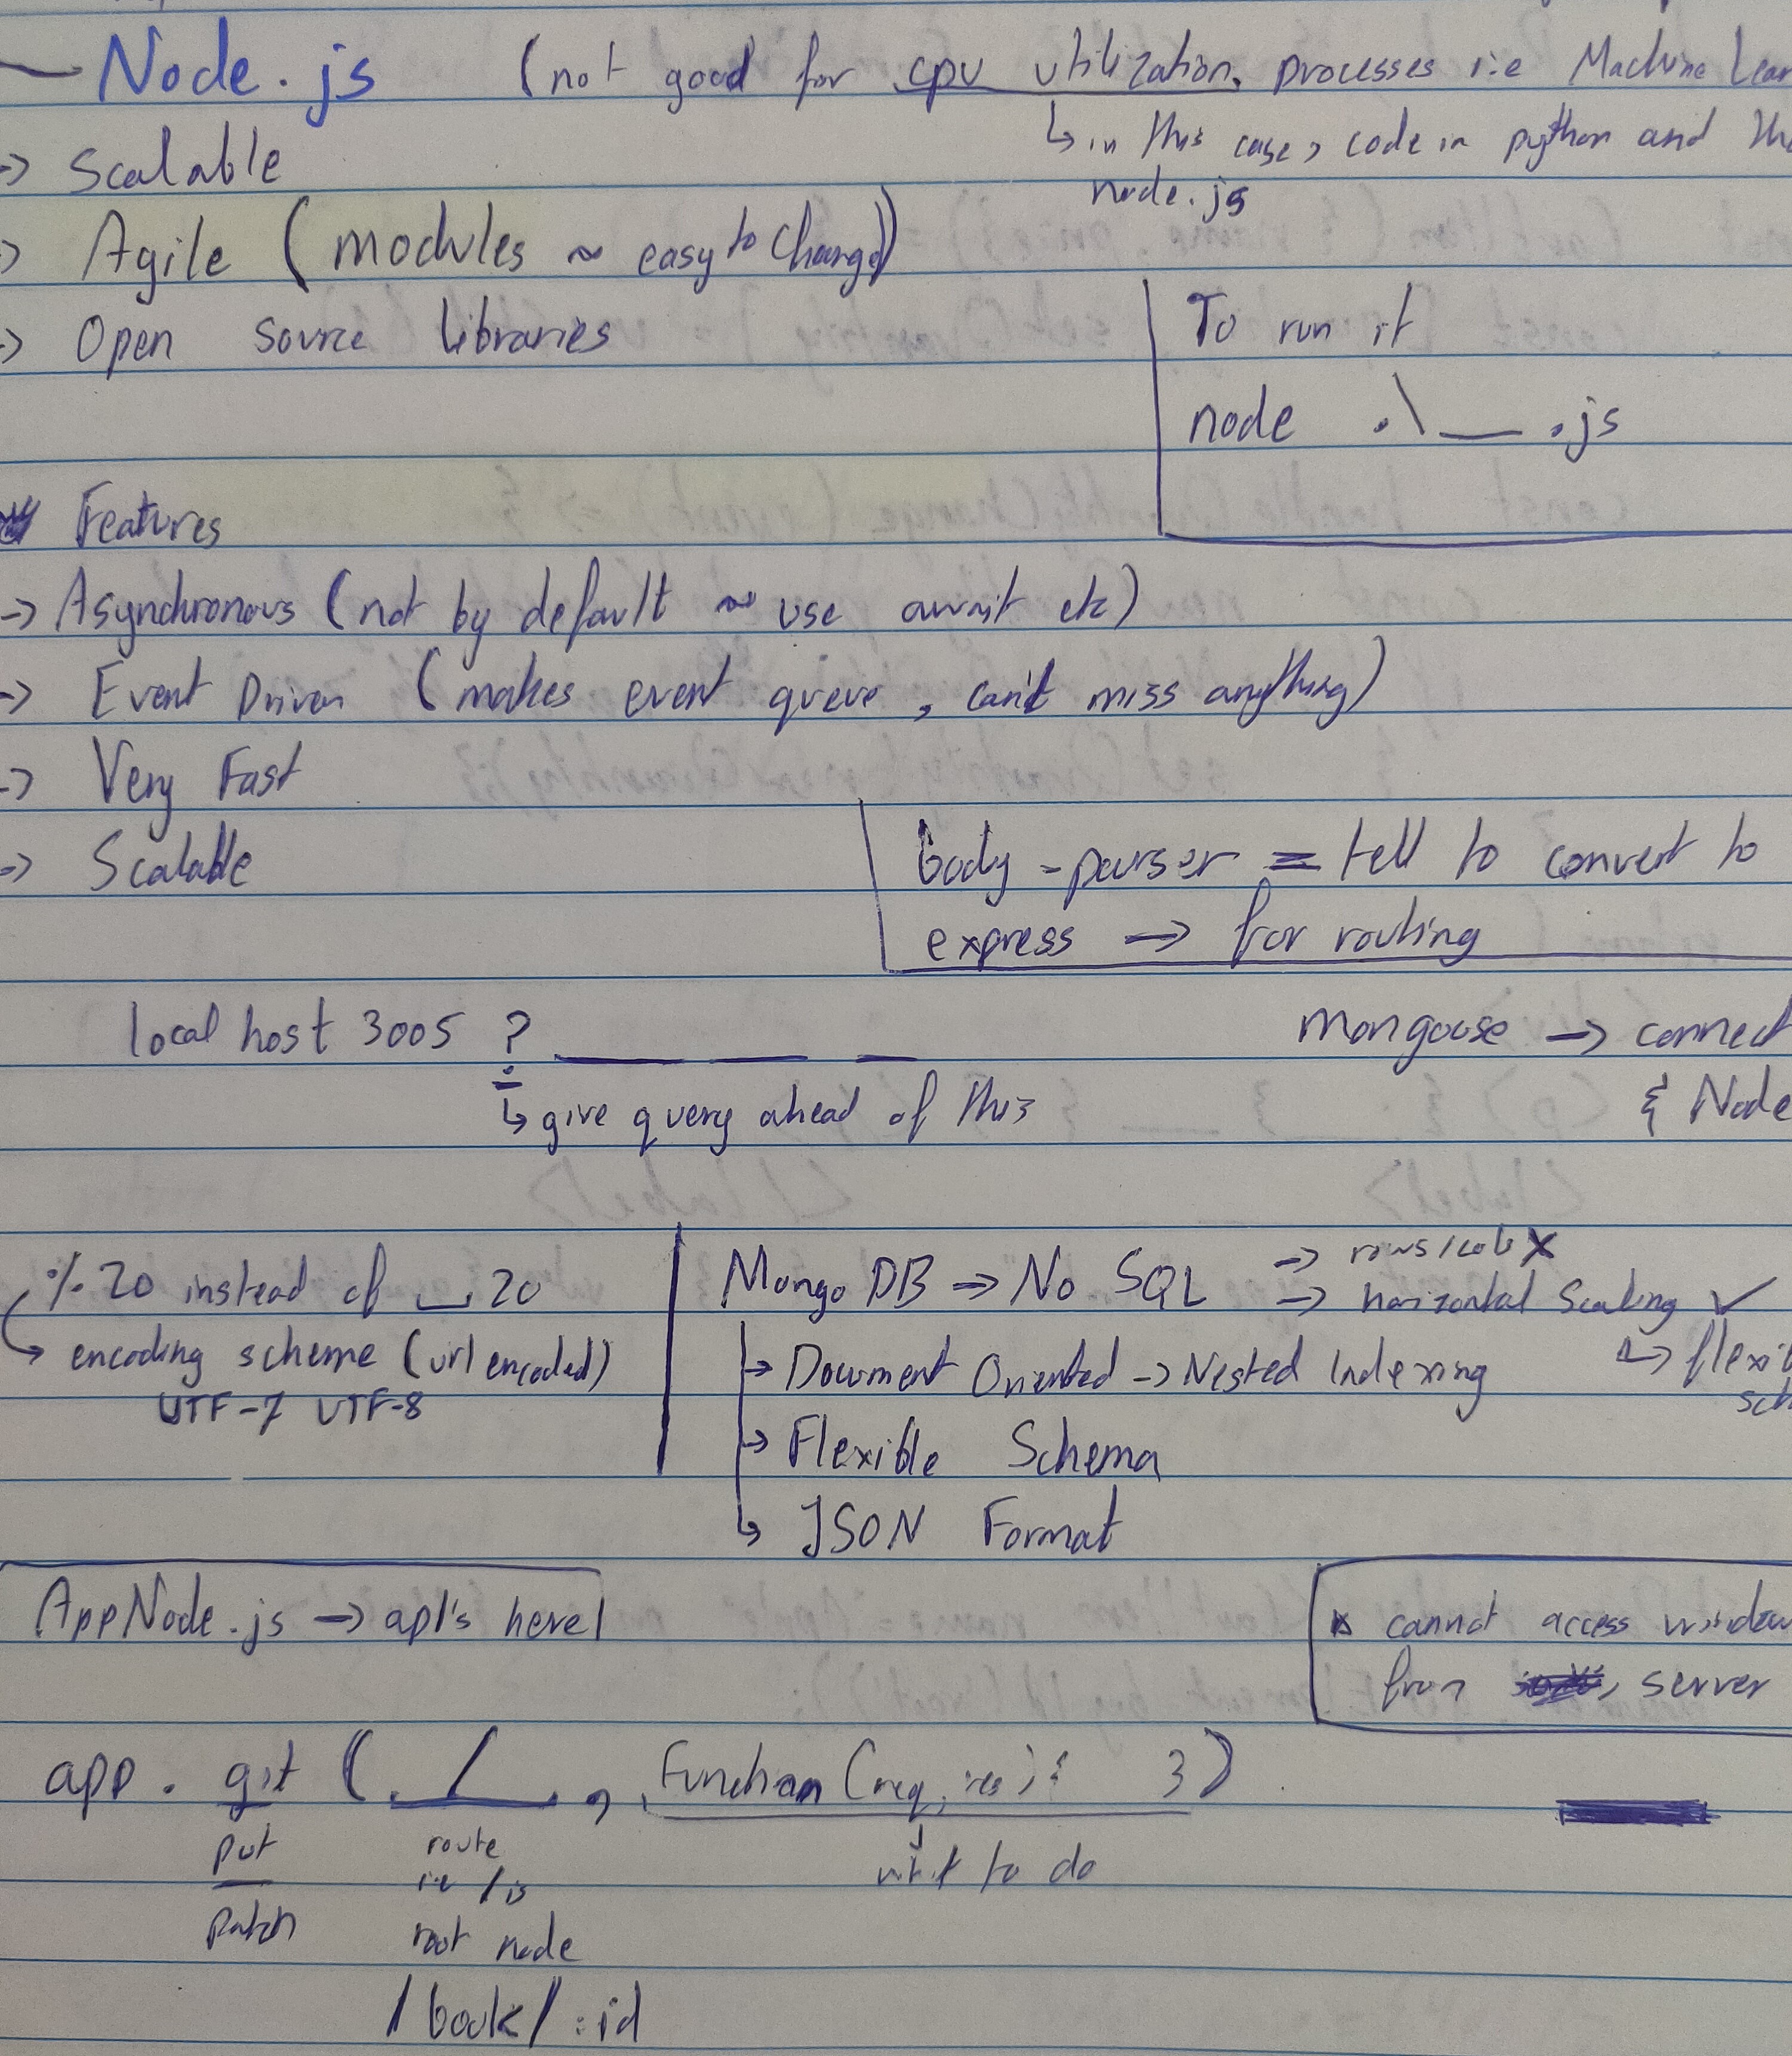 Node.js (not good for cpu utilization, processes i.e Machine Lear
→ Scalable
↳ in this case, code in python and the
node.js
→ Agile (modules ~ easy to change)
→ Open source libraries
To run it
node .\__.js
Features
→ Asynchronous (not by default ~ use await etc)
→ Event Driven (makes event queue, can't miss anything)
→ Very Fast
→ Scalable
body-parser = tell to convert to
express → for routing
local host 3005 ? ___ ___ ___
↳ give query ahead of this
mongoose → connect
& Node
%20 instead of ⎵ 20
↳ encoding scheme (url encoded)
UTF-7 UTF-8
MongoDB → No SQL → rows/cols X
→ horizontal Scaling ✓
↳ flexi
sch
→ Document Oriented → Nested Indexing
→ Flexible Schema
↳ JSON Format
AppNode.js → apI's here
* cannot access window
from server
app.get ( / , Function (req, res) { } )
put
patch
route
i.e / is
root node
/book/:id
to do